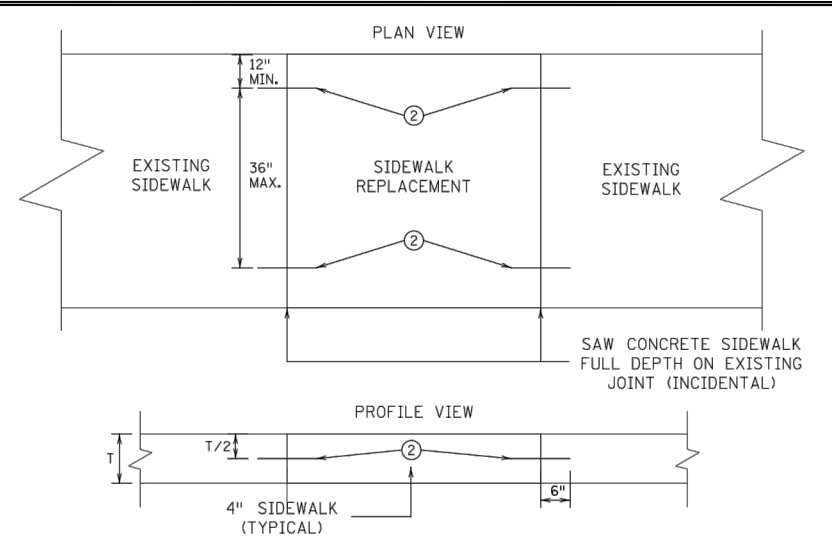 PLAN VIEW
12"
MIN.
2
EXISTING
SIDEWALK
36"
MAX.
SIDEWALK
REPLACEMENT
EXISTING
SIDEWALK
2
SAW CONCRETE SIDEWALK
FULL DEPTH ON EXISTING
JOINT (INCIDENTAL)
PROFILE VIEW
T
T/2
2
6"
4" SIDEWALK
(TYPICAL)